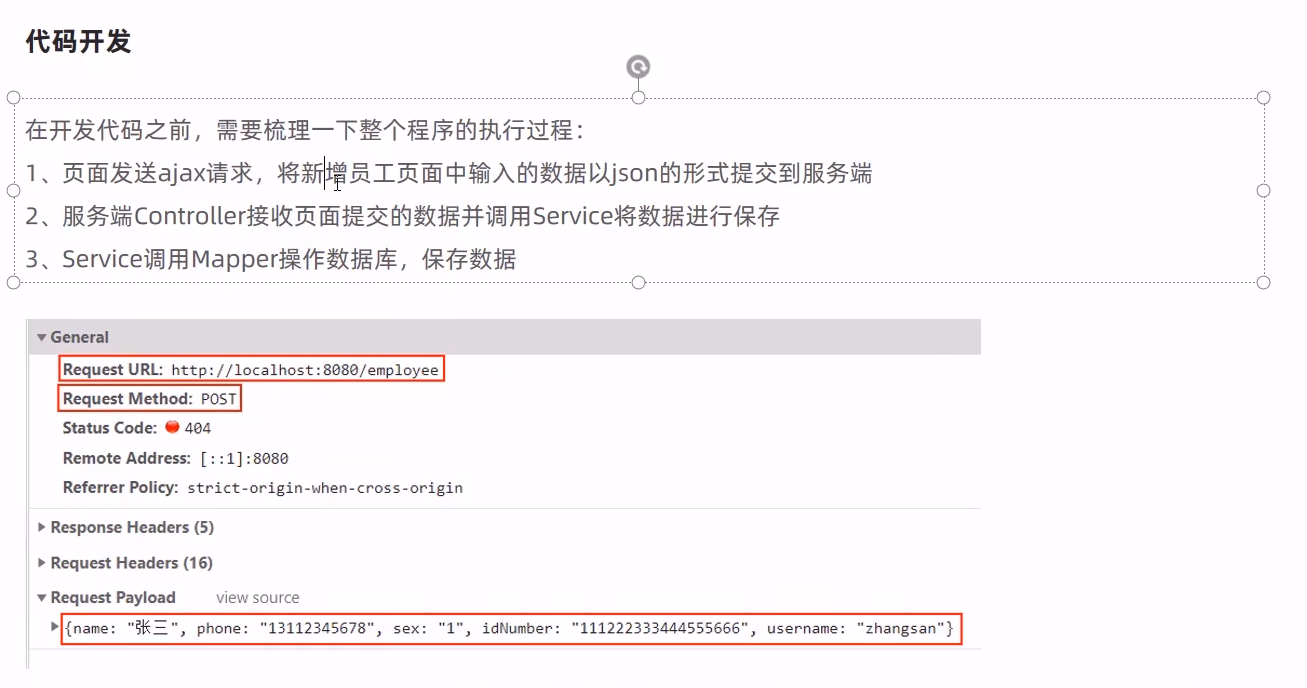 代码开发
在开发代码之前，需要梳理一下整个程序的执行过程：
1、页面发送ajax请求，将新增员工页面中输入的数据以json的形式提交到服务端
2、服务端Controller接收页面提交的数据并调用Service将数据进行保存
3、Service调用Mapper操作数据库，保存数据
General
Request URL: http://localhost:8080/employee
Request Method: POST
Status Code: 404
Remote Address: [::1]:8080
Referrer Policy: strict-origin-when-cross-origin
Response Headers (5)
Request Headers (16)
Request Payload view source
{name: "张三", phone: "13112345678", sex: "1", idNumber: "111222333444555666", username: "zhangsan"}